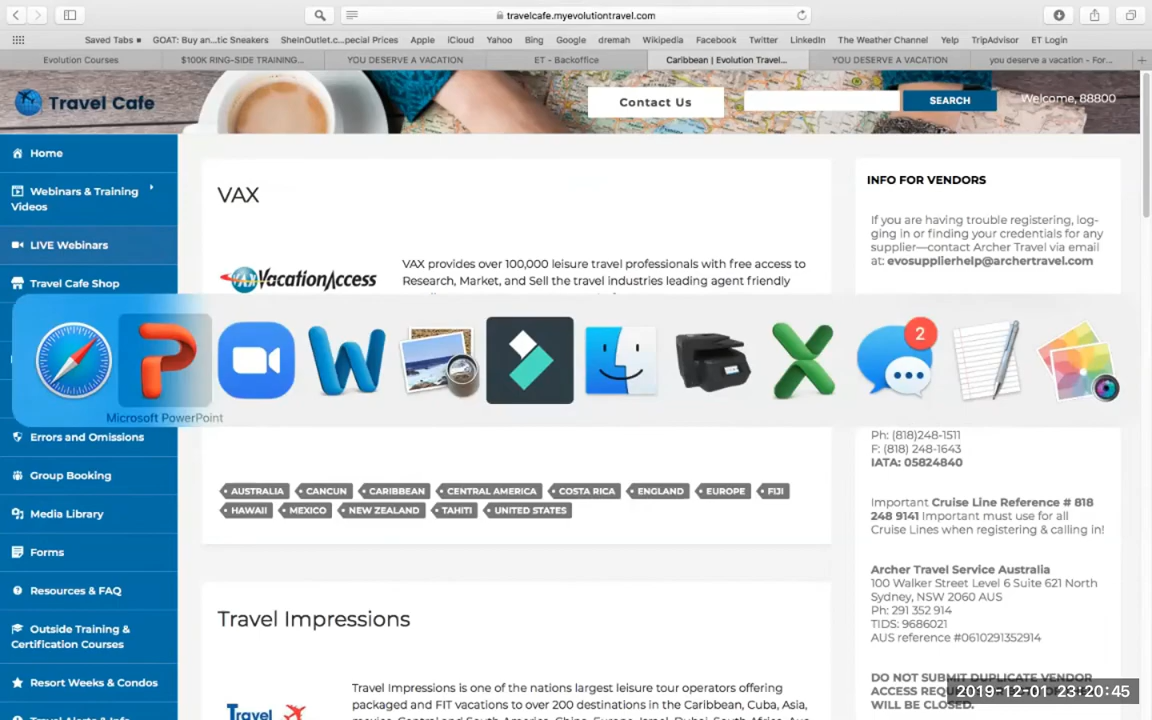 travelcafe.myevolutiontravel.com
Saved Tabs
GOAT: Buy an...tic Sneakers
SheInOutlet.c...pecial Prices
Apple
iCloud
Yahoo
Bing
Google
dremah
Wikipedia
Facebook
Twitter
LinkedIn
The Weather Channel
Yelp
TripAdvisor
ET Login
Evolution Courses
$100K RING-SIDE TRAINING...
YOU DESERVE A VACATION
ET - Backoffice
Caribbean | Evolution Travel...
YOU DESERVE A VACATION
you deserve a vacation - For...
Travel Cafe
Contact Us
SEARCH
Welcome, 88800
Home
Webinars & Training
Videos
LIVE Webinars
Travel Cafe Shop
Errors and Omissions
Group Booking
Media Library
Forms
Resources & FAQ
Outside Training &
Certification Courses
Resort Weeks & Condos
VAX
VAX VacationAccess
VAX provides over 100,000 leisure travel professionals with free access to
Research, Market, and Sell the travel industries leading agent friendly
Microsoft PowerPoint
2
AUSTRALIA
CANCUN
CARIBBEAN
CENTRAL AMERICA
COSTA RICA
ENGLAND
EUROPE
FIJI
HAWAII
MEXICO
NEW ZEALAND
TAHITI
UNITED STATES
Travel Impressions
Travel
Travel Impressions is one of the nations largest leisure tour operators offering
packaged and FIT vacations to over 200 destinations in the Caribbean, Cuba, Asia,
INFO FOR VENDORS
If you are having trouble registering, log-
ging in or finding your credentials for any
supplier—contact Archer Travel via email
at: evosupplierhelp@archertravel.com
Ph: (818)248-1511
F: (818) 248-1643
IATA: 05824840
Important Cruise Line Reference # 818
248 9141 Important must use for all
Cruise Lines when registering & calling in!
Archer Travel Service Australia
100 Walker Street Level 6 Suite 621 North
Sydney, NSW 2060 AUS
Ph: 291 352 914
TIDS: 9686021
AUS reference #0610291352914
DO NOT SUBMIT DUPLICATE VENDOR
ACCESS REQ
WILL BE CLOSED.
2019-12-01 23:20:45